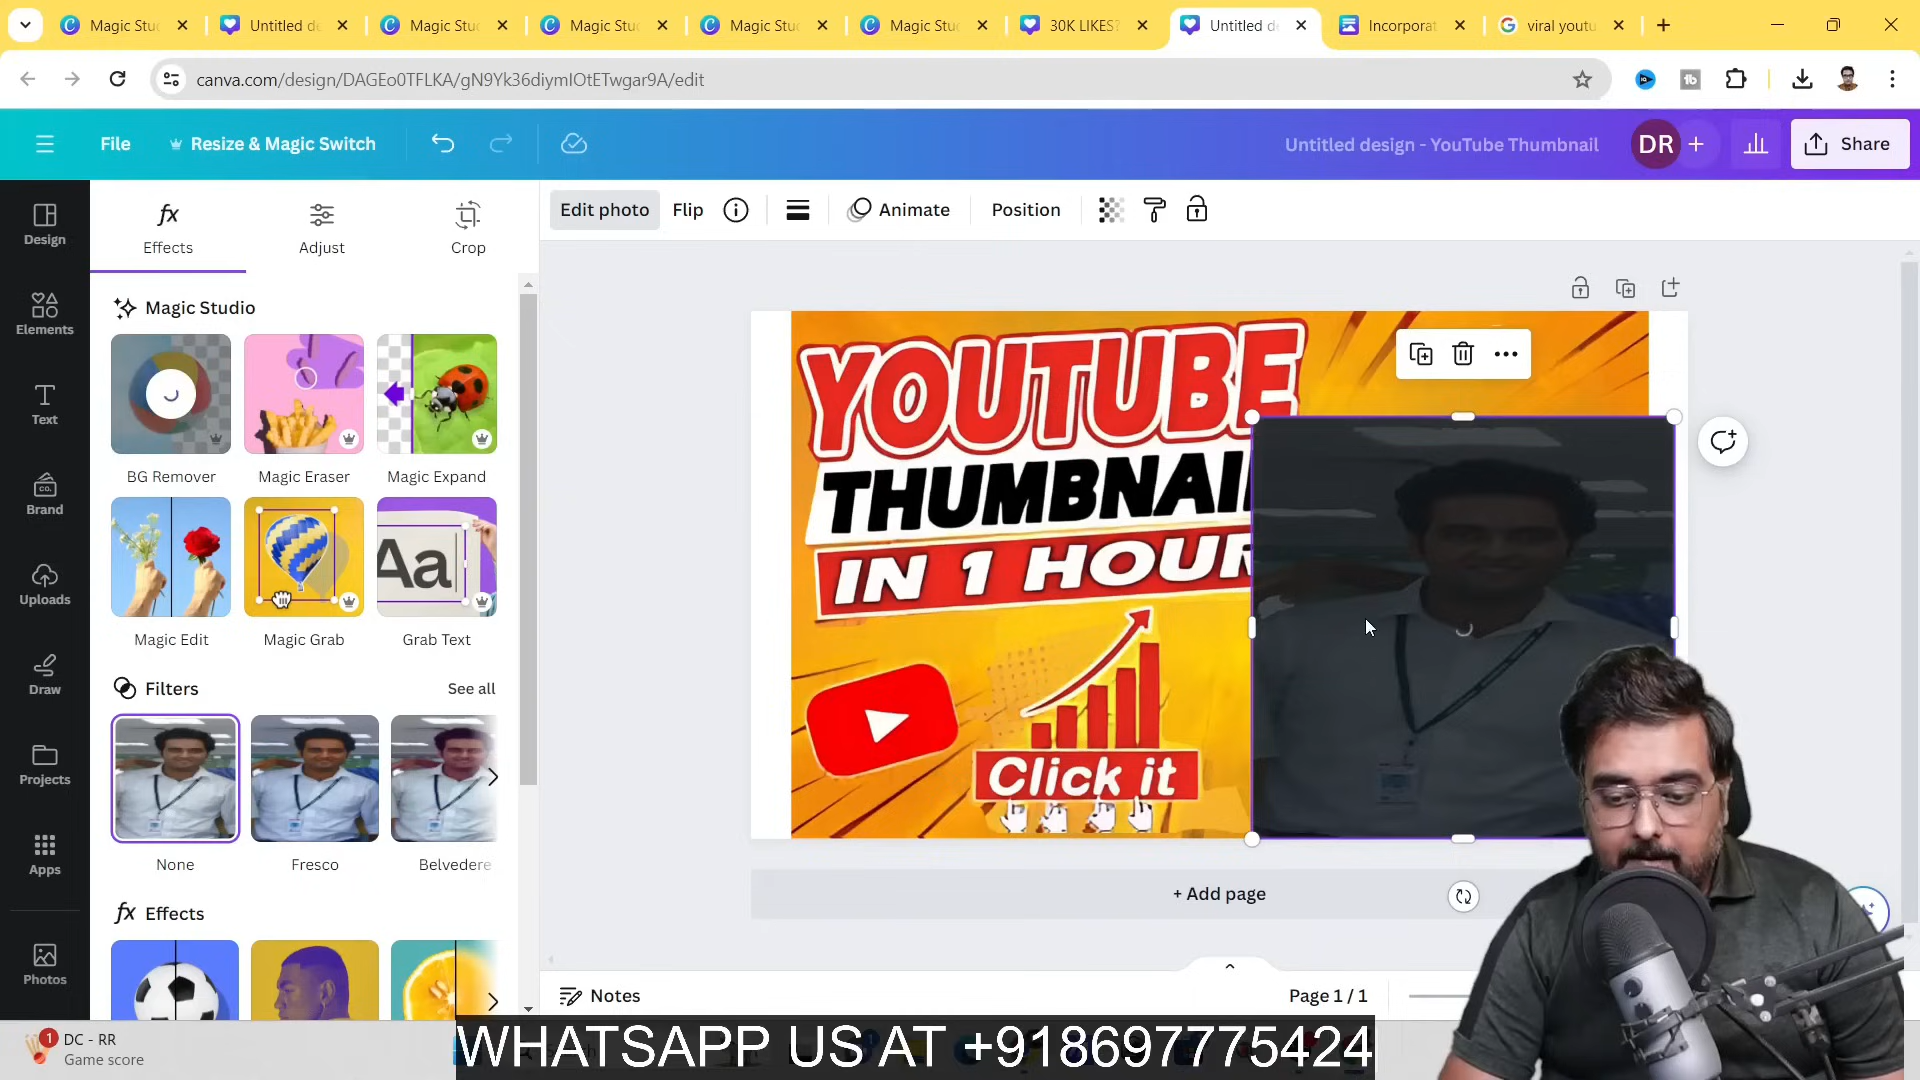 Magic Stu
Untitled de
Magic Stu
Magic Stu
Magic Stu
Magic Stu
30K LIKES?
Untitled de
Incorporat
viral youtu
canva.com/design/DAGEo0TFLKA/gN9Yk36diymIOtETwgar9A/edit
File
Resize & Magic Switch
Untitled design - YouTube Thumbnail
DR
Share
Design
Elements
Text
Brand
Uploads
Draw
Projects
Apps
Photos
Effects
Adjust
Crop
Edit photo
Flip
Animate
Position
Magic Studio
BG Remover
Magic Eraser
Magic Expand
Aa
Magic Edit
Magic Grab
Grab Text
Filters
See all
None
Fresco
Belvedere
Effects
YOUTUBE
THUMBNAI
IN 1 HOUR
Click it
+ Add page
Notes
Page 1 / 1
1
DC - RR
Game score
WHATSAPP US AT +918697775424